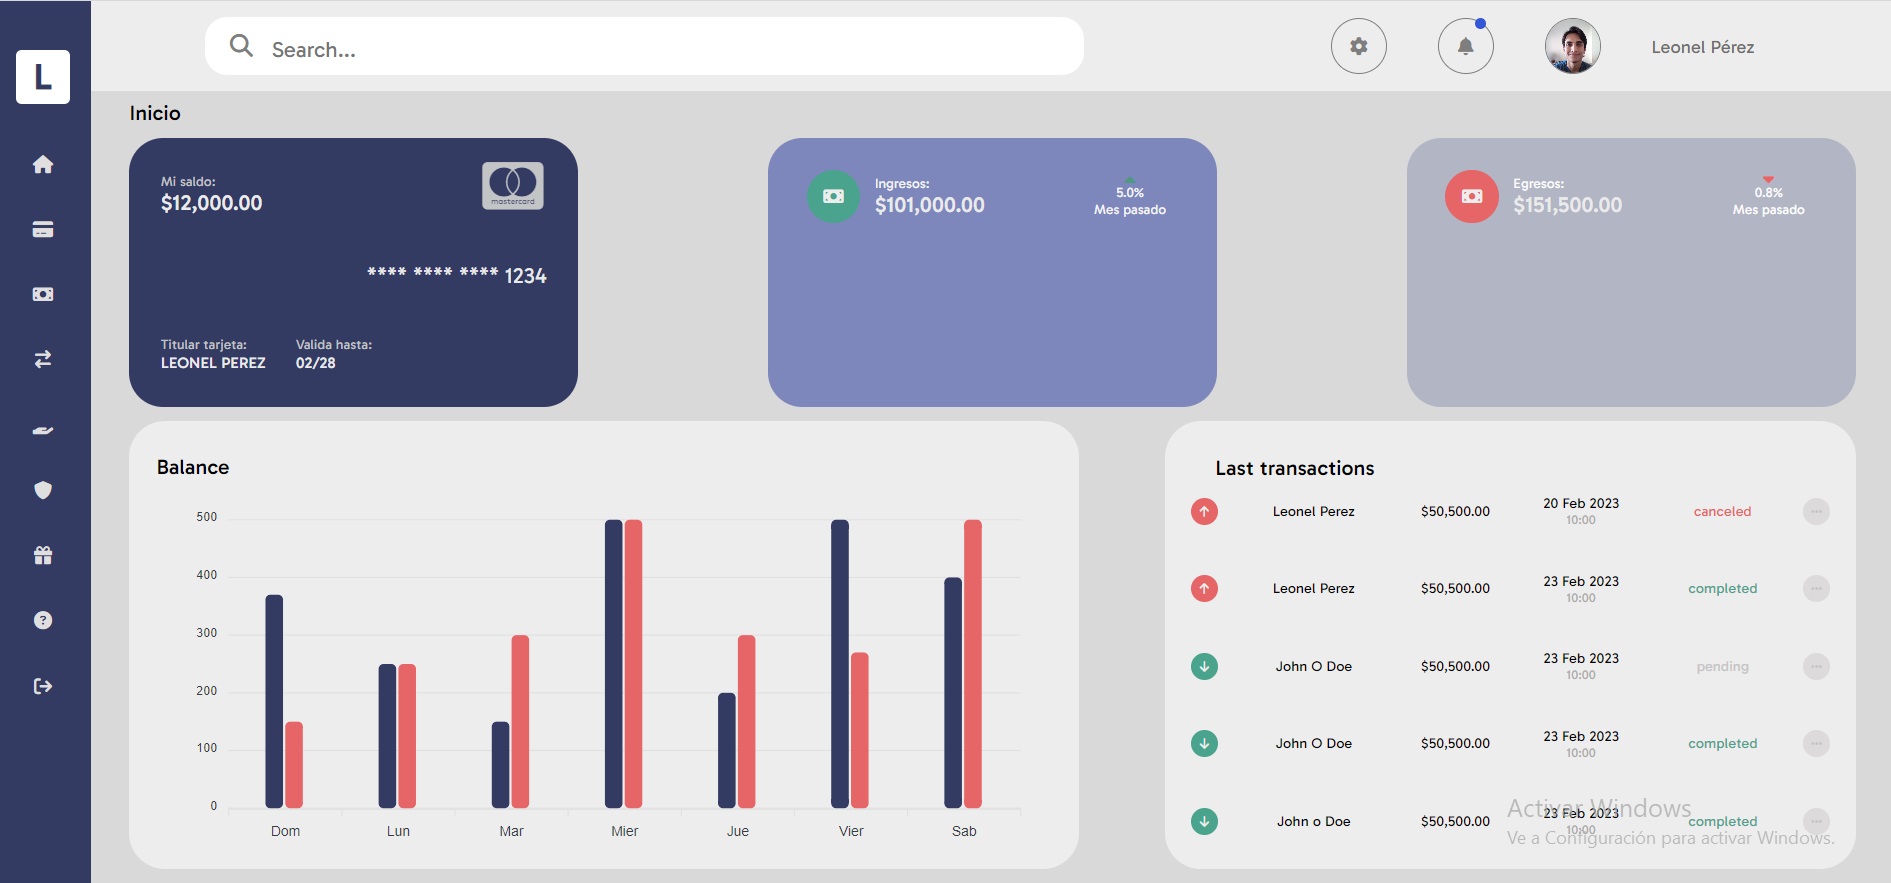 L
Search...
Leonel Pérez
Inicio
Mi saldo:
$12,000.00
mastercard
**** **** **** 1234
Titular tarjeta:
LEONEL PEREZ
Valida hasta:
02/28
Ingresos:
$101,000.00
5.0%
Mes pasado
Egresos:
$151,500.00
0.8%
Mes pasado
Balance
500
400
300
200
100
0
Dom Lun Mar Mier Jue Vier Sab
Last transactions
Leonel Perez $50,500.00 20 Feb 2023 canceled
10:00
Leonel Perez $50,500.00 23 Feb 2023 completed
10:00
John O Doe $50,500.00 23 Feb 2023 pending
10:00
John O Doe $50,500.00 23 Feb 2023 completed
10:00
John o Doe $50,500.00 23 Feb 2023 completed
10:00
Activar Windows
Ve a Configuración para activar Windows.